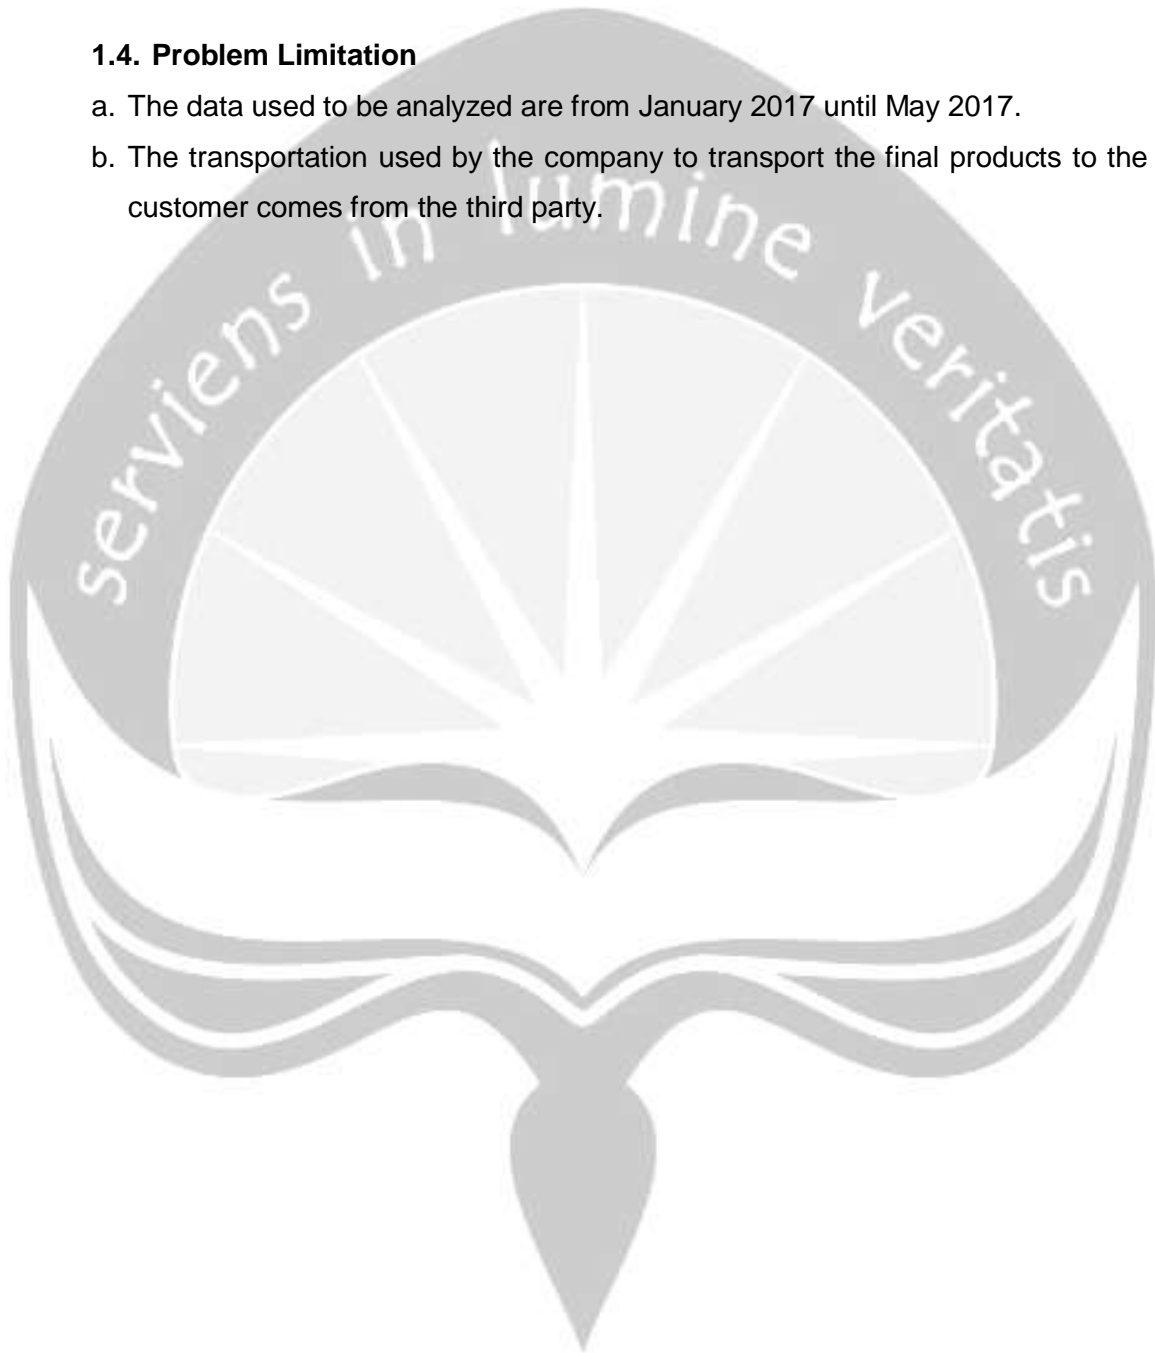 1.4. Problem Limitation
a. The data used to be analyzed are from January 2017 until May 2017.
b. The transportation used by the company to transport the final products to the
customer comes from the third party.
serviens in lumine veritatis